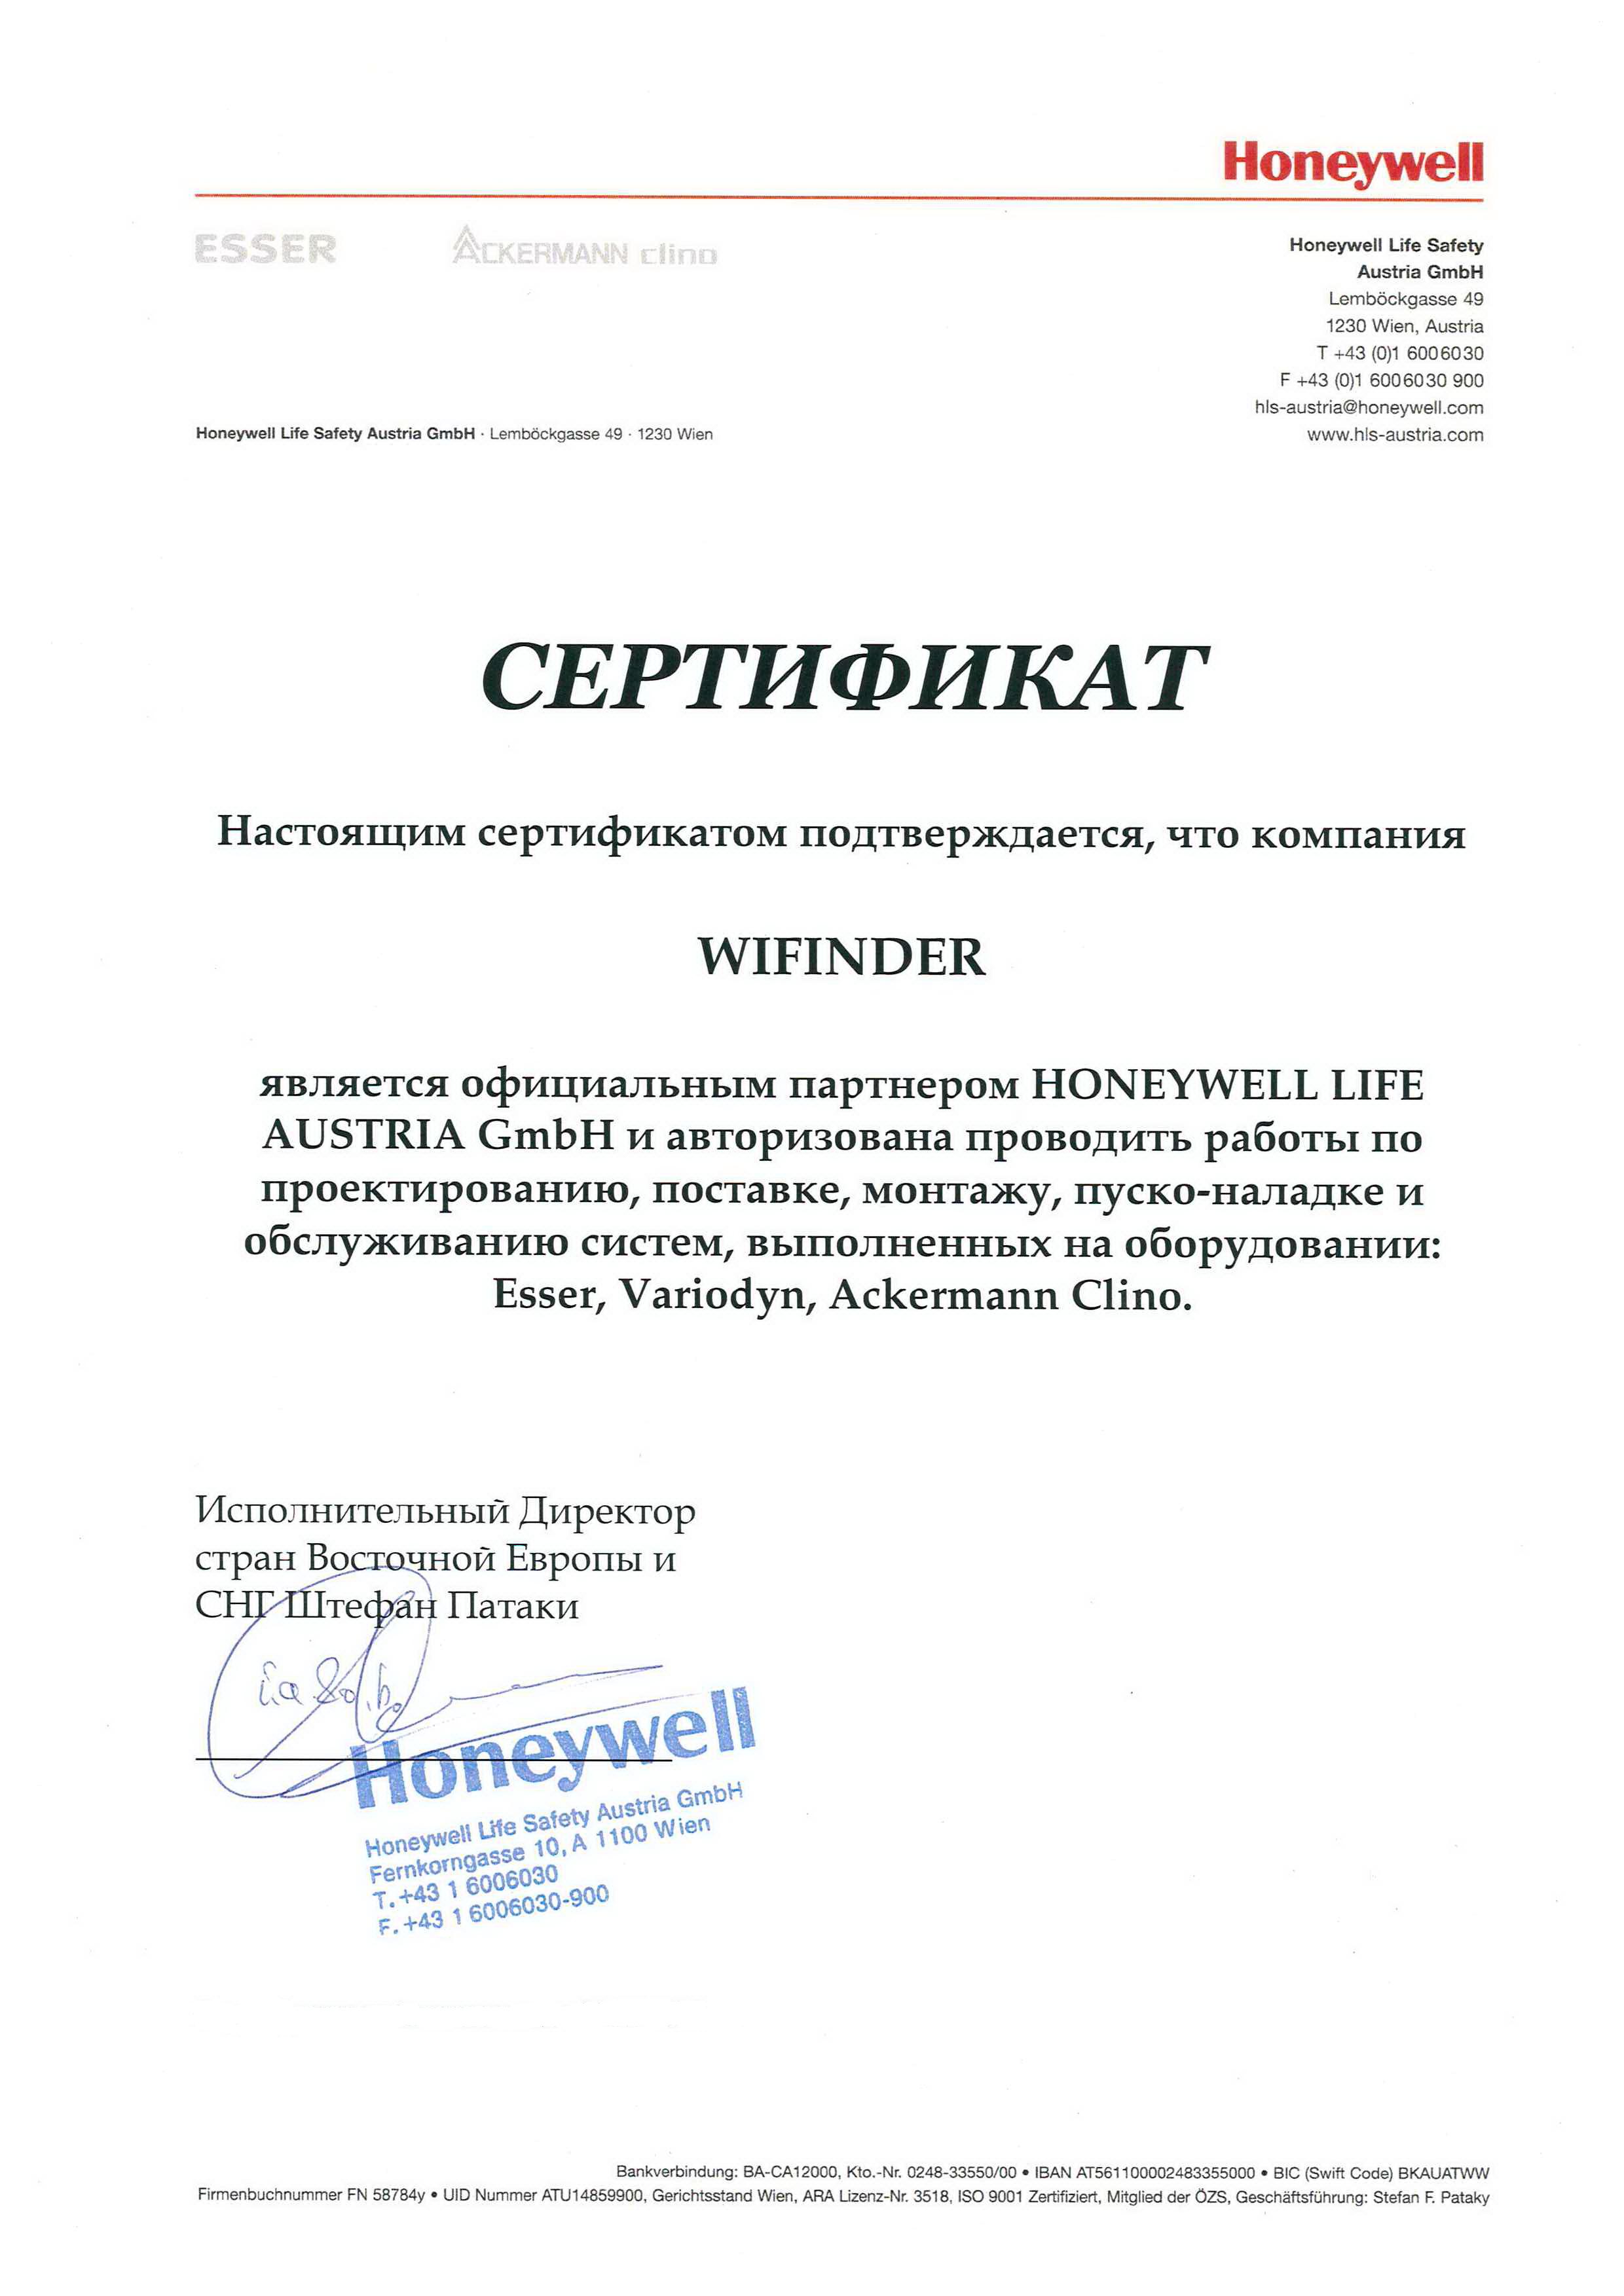 Honeywell
ESSER
ACKERMANN clino
Honeywell Life Safety
Austria GmbH
Lemböckgasse 49
1230 Wien, Austria
T +43 (0)1 6006030
F +43 (0)1 6006030 900
hls-austria@honeywell.com
www.hls-austria.com
Honeywell Life Safety Austria GmbH · Lemböckgasse 49 · 1230 Wien
СЕРТИФИКАТ
Настоящим сертификатом подтверждается, что компания
WIFINDER
является официальным партнером HONEYWELL LIFE
AUSTRIA GmbH и авторизована проводить работы по
проектированию, поставке, монтажу, пуско-наладке и
обслуживанию систем, выполненных на оборудовании:
Esser, Variodyn, Ackermann Clino.
Исполнительный Директор
стран Восточной Европы и
СНГ Штефан Патаки
Honeywell
Honeywell Life Safety Austria GmbH
Fernkorngasse 10, A 1100 Wien
T. +43 1 6006030
F. +43 1 6006030-900
Bankverbindung: BA-CA12000, Kto.-Nr. 0248-33550/00 • IBAN AT561100002483355000 • BIC (Swift Code) BKAUATWW
Firmenbuchnummer FN 58784y • UID Nummer ATU14859900, Gerichtsstand Wien, ARA Lizenz-Nr. 3518, ISO 9001 Zertifiziert, Mitglied der ÖZS, Geschäftsführung: Stefan F. Pataky